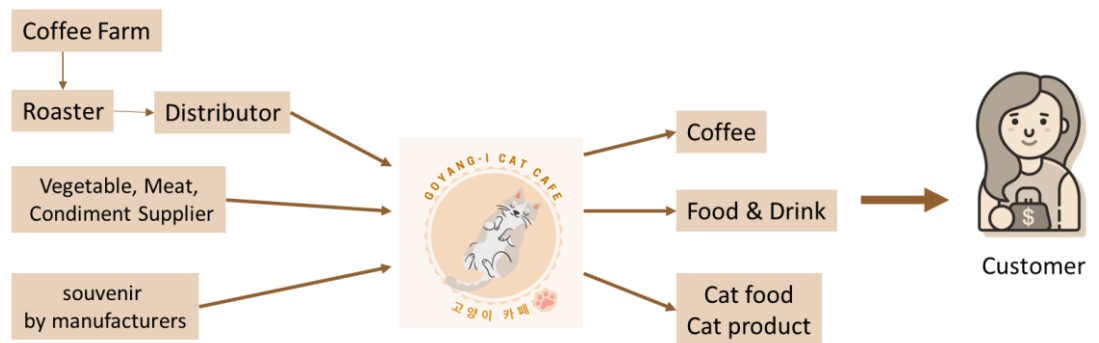 Coffee Farm
Roaster
Distributor
Vegetable, Meat,
Condiment Supplier
souvenir
by manufacturers
GOYANG-I CAT CAFE
고양이 카페
Coffee
Food & Drink
Cat food
Cat product
$
Customer